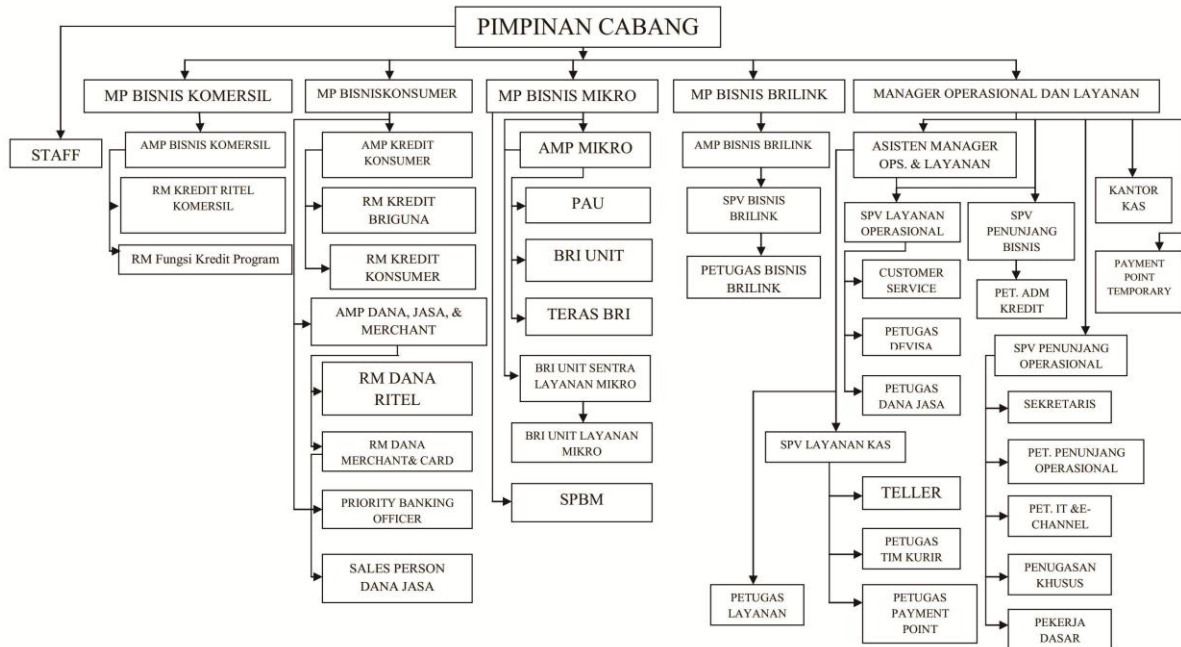 PIMPINAN CABANG
MP BISNIS KOMERSIL
MP BISNISKONSUMER
MP BISNIS MIKRO
MP BISNIS BRILINK
MANAGER OPERASIONAL DAN LAYANAN
STAFF
AMP BISNIS KOMERSIL
RM KREDIT RITEL
KOMERSIL
RM Fungsi Kredit Program
AMP KREDIT
KONSUMER
RM KREDIT
BRIGUNA
RM KREDIT
KONSUMER
AMP DANA, JASA, &
MERCHANT
RM DANA
RITEL
RM DANA
MERCHANT& CARD
PRIORITY BANKING
OFFICER
SALES PERSON
DANA JASA
AMP MIKRO
PAU
BRI UNIT
TERAS BRI
BRI UNIT SENTRA
LAYANAN MIKRO
BRI UNIT LAYANAN
MIKRO
SPBM
AMP BISNIS BRILINK
SPV BISNIS
BRILINK
PETUGAS BISNIS
BRILINK
ASISTEN MANAGER
OPS. & LAYANAN
SPV LAYANAN
OPERASIONAL
CUSTOMER
SERVICE
PETUGAS
DEVISA
PETUGAS
DANA JASA
SPV LAYANAN KAS
TELLER
PETUGAS
TIM KURIR
PETUGAS
PAYMENT
POINT
PETUGAS
LAYANAN
SPV
PENUNJANG
BISNIS
PET. ADM
KREDIT
SPV PENUNJANG
OPERASIONAL
SEKRETARIS
PET. PENUNJANG
OPERASIONAL
PET. IT &E-
CHANNEL
PENUGASAN
KHUSUS
PEKERJA
DASAR
KANTOR
KAS
PAYMENT
POINT
TEMPORARY